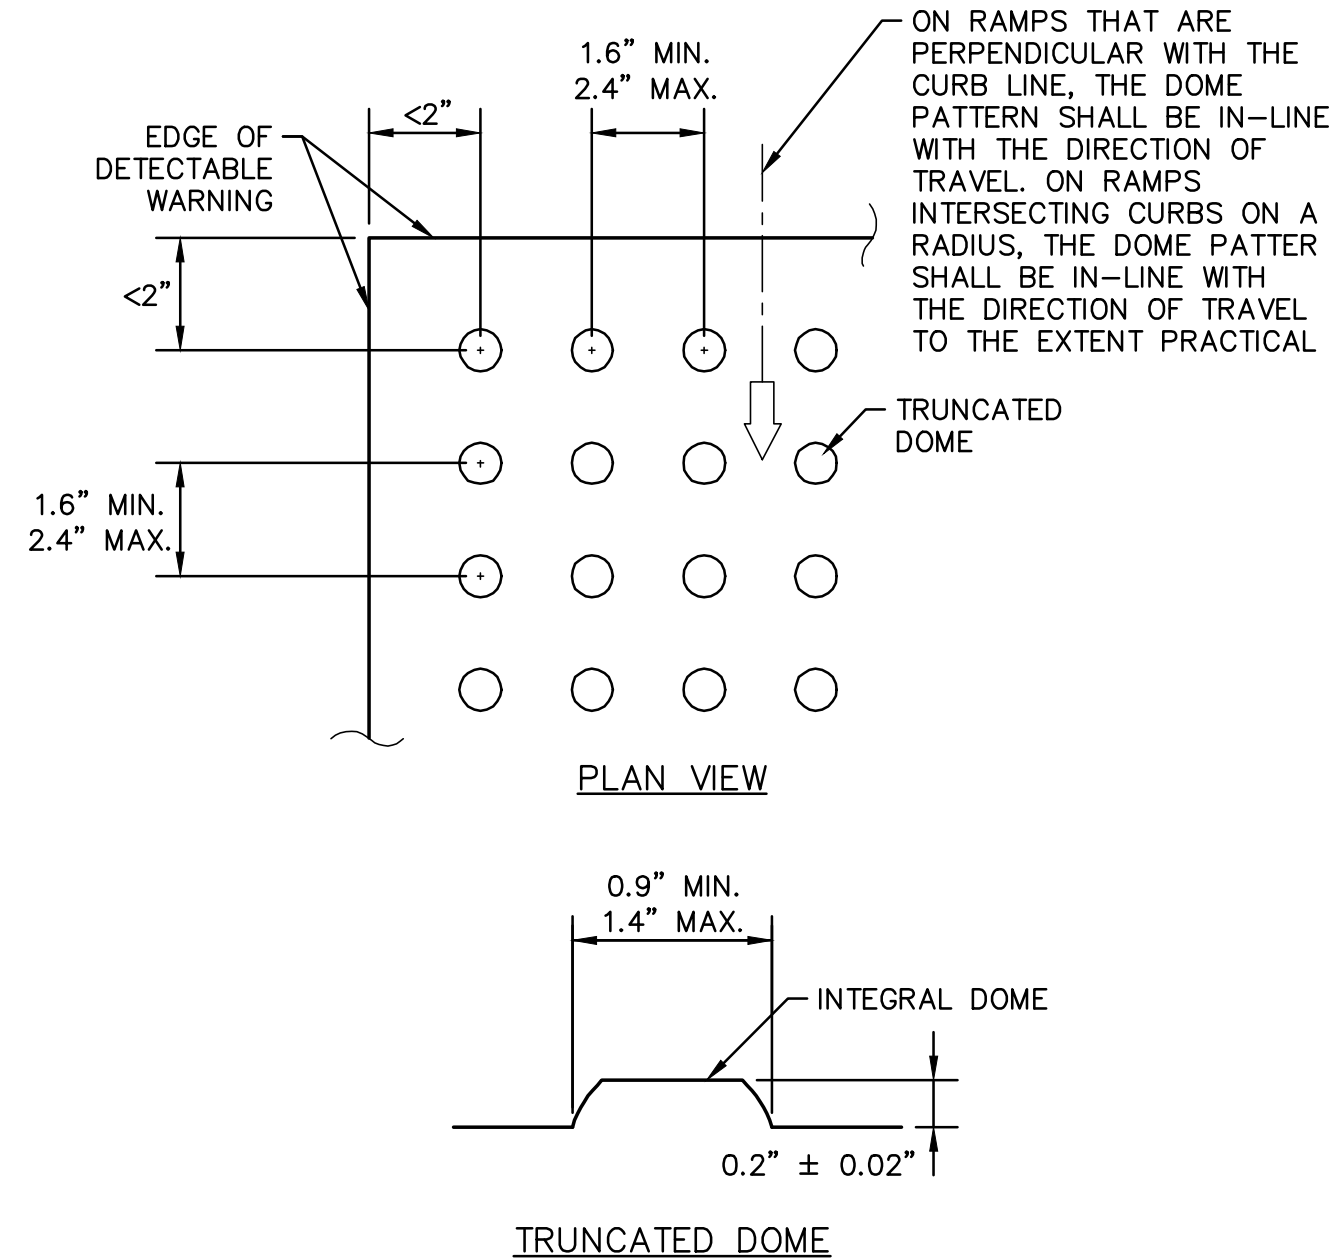 ON RAMPS THAT ARE
PERPENDICULAR WITH THE
CURB LINE, THE DOME
PATTERN SHALL BE IN-LINE
WITH THE DIRECTION OF
TRAVEL. ON RAMPS
INTERSECTING CURBS ON A
RADIUS, THE DOME PATTER
SHALL BE IN-LINE WITH
THE DIRECTION OF TRAVEL
TO THE EXTENT PRACTICAL
1.6" MIN.
2.4" MAX.
<2"
EDGE OF
DETECTABLE
WARNING
<2"
TRUNCATED
DOME
1.6" MIN.
2.4" MAX.
PLAN VIEW
0.9" MIN.
1.4" MAX.
INTEGRAL DOME
0.2" ± 0.02"
TRUNCATED DOME